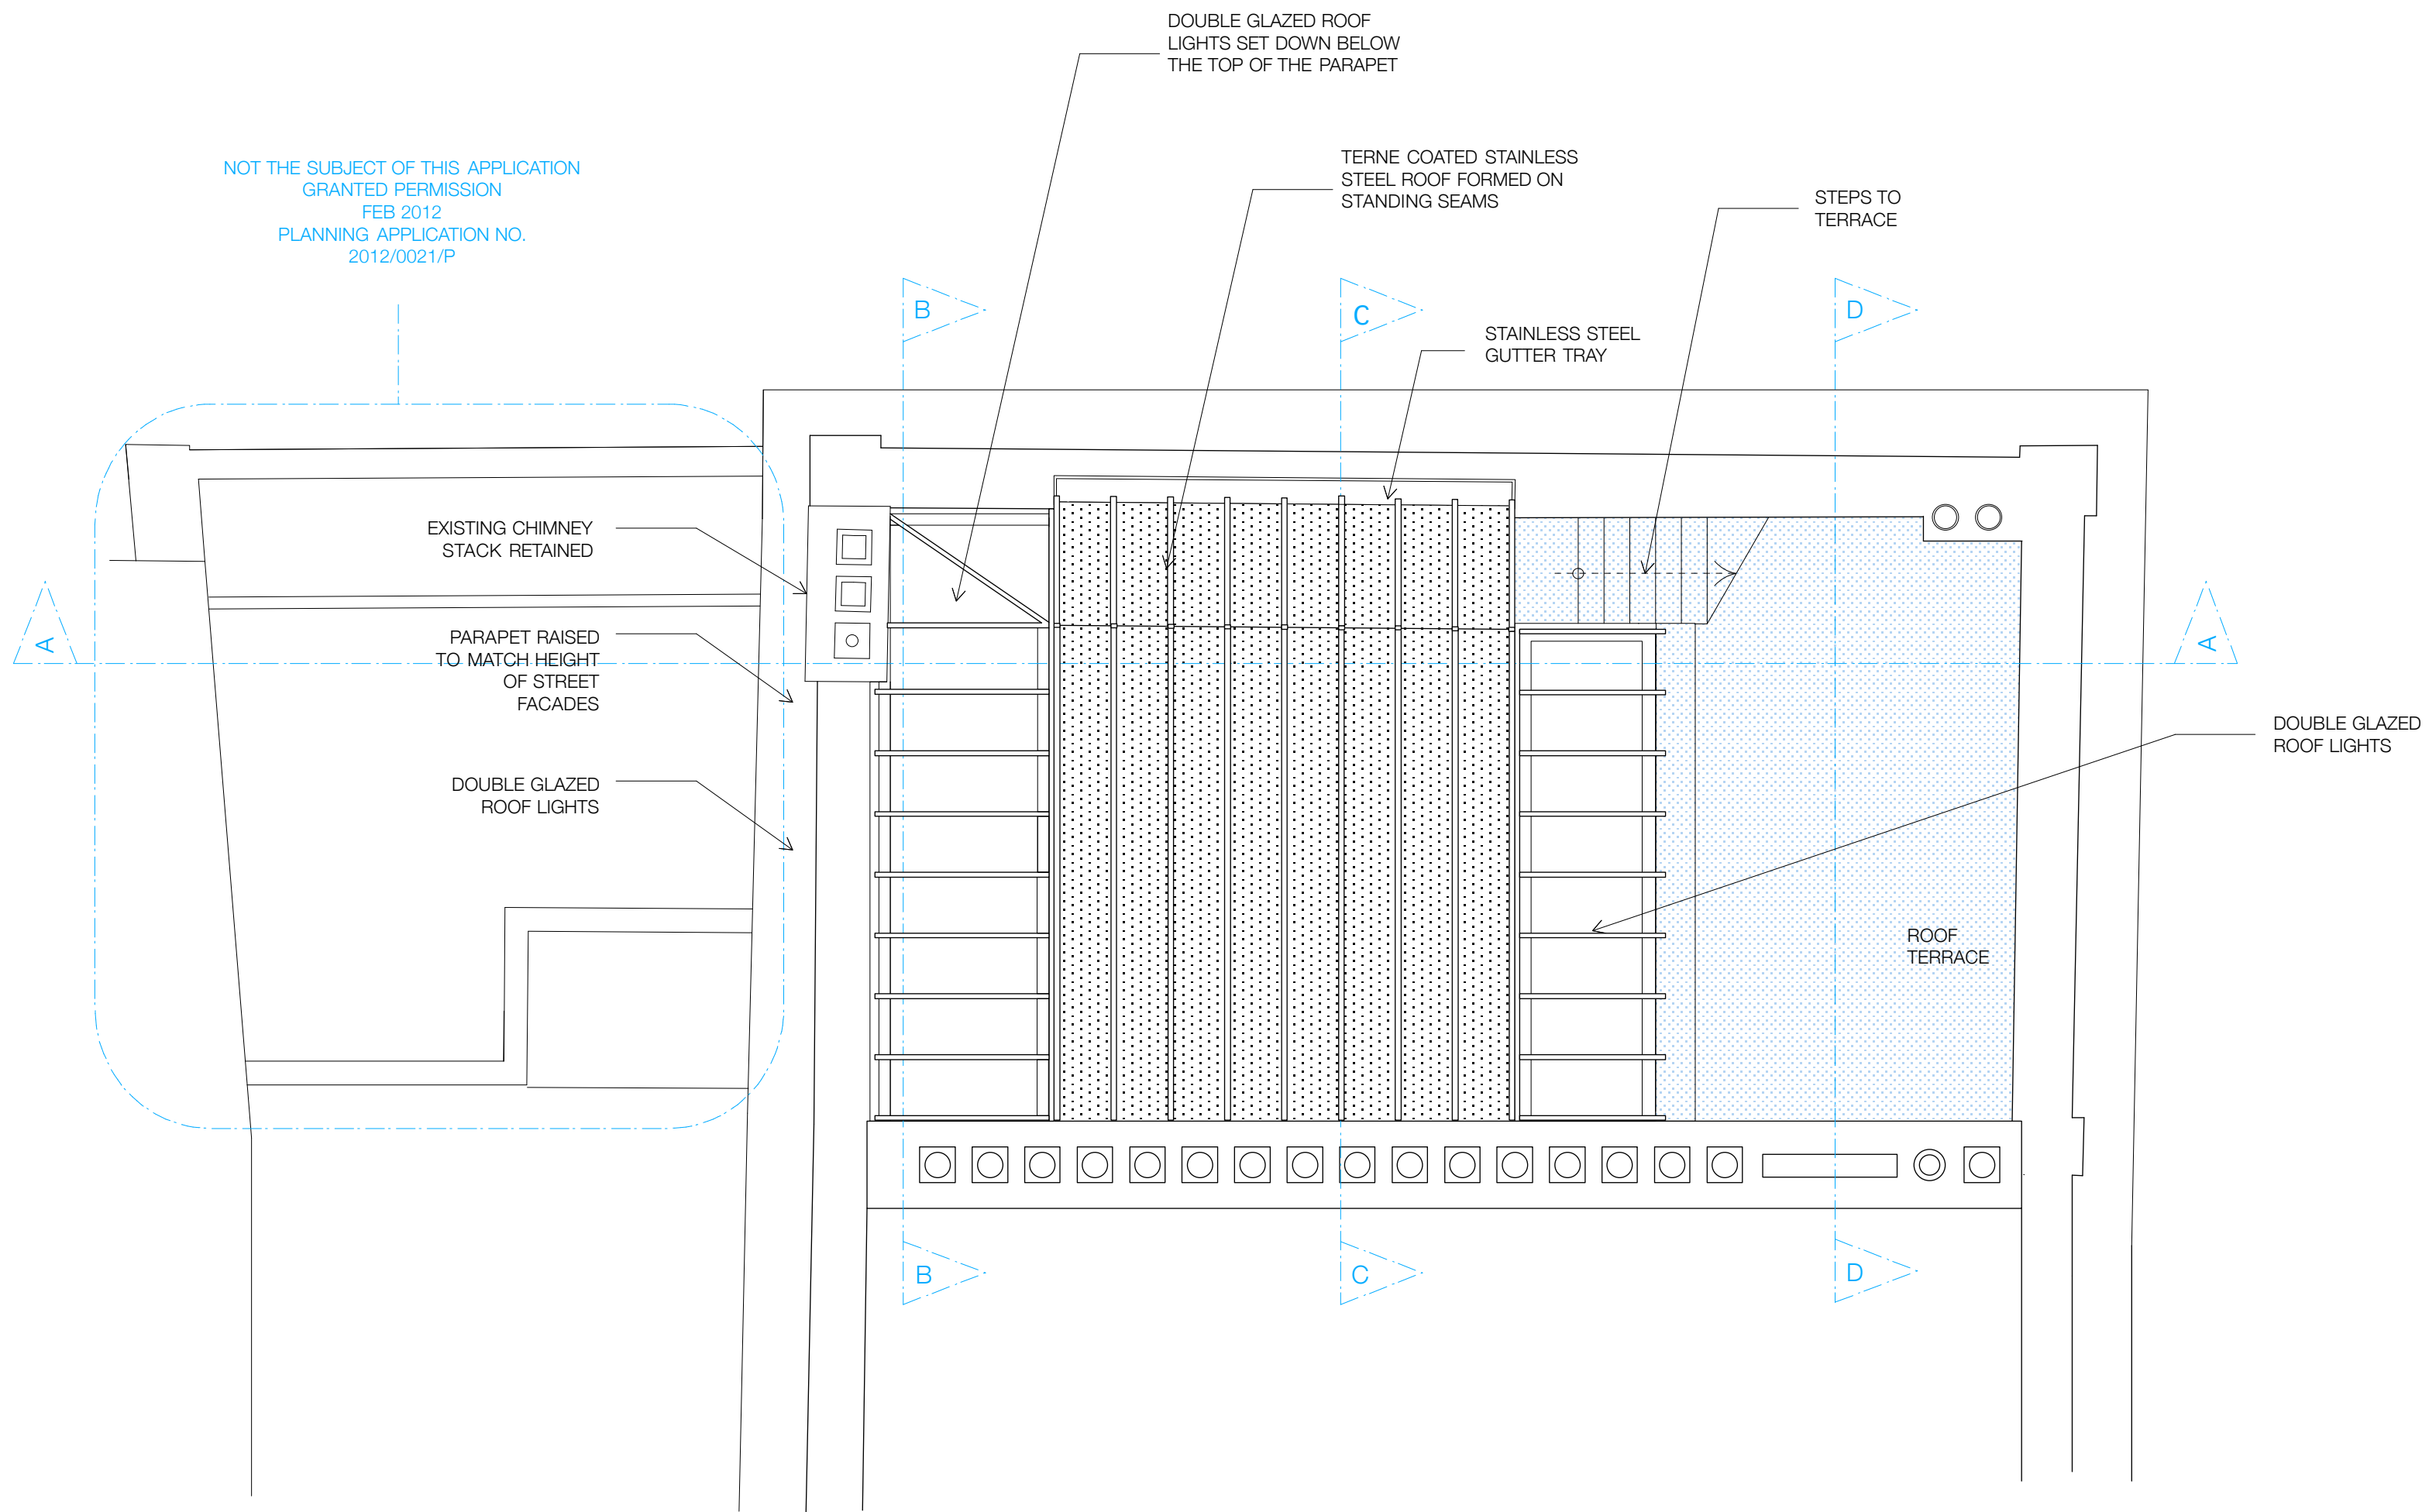 DOUBLE GLAZED ROOF
LIGHTS SET DOWN BELOW
THE TOP OF THE PARAPET
TERNE COATED STAINLESS
STEEL ROOF FORMED ON
STANDING SEAMS
NOT THE SUBJECT OF THIS APPLICATION
GRANTED PERMISSION
FEB 2012
PLANNING APPLICATION NO.
2012/0021/P
STEPS TO
TERRACE
B
C
D
STAINLESS STEEL
GUTTER TRAY
EXISTING CHIMNEY
STACK RETAINED
A
A
PARAPET RAISED
TO MATCH HEIGHT
OF STREET
FACADES
DOUBLE GLAZED
ROOF LIGHTS
DOUBLE GLAZED
ROOF LIGHTS
ROOF
TERRACE
B
C
D